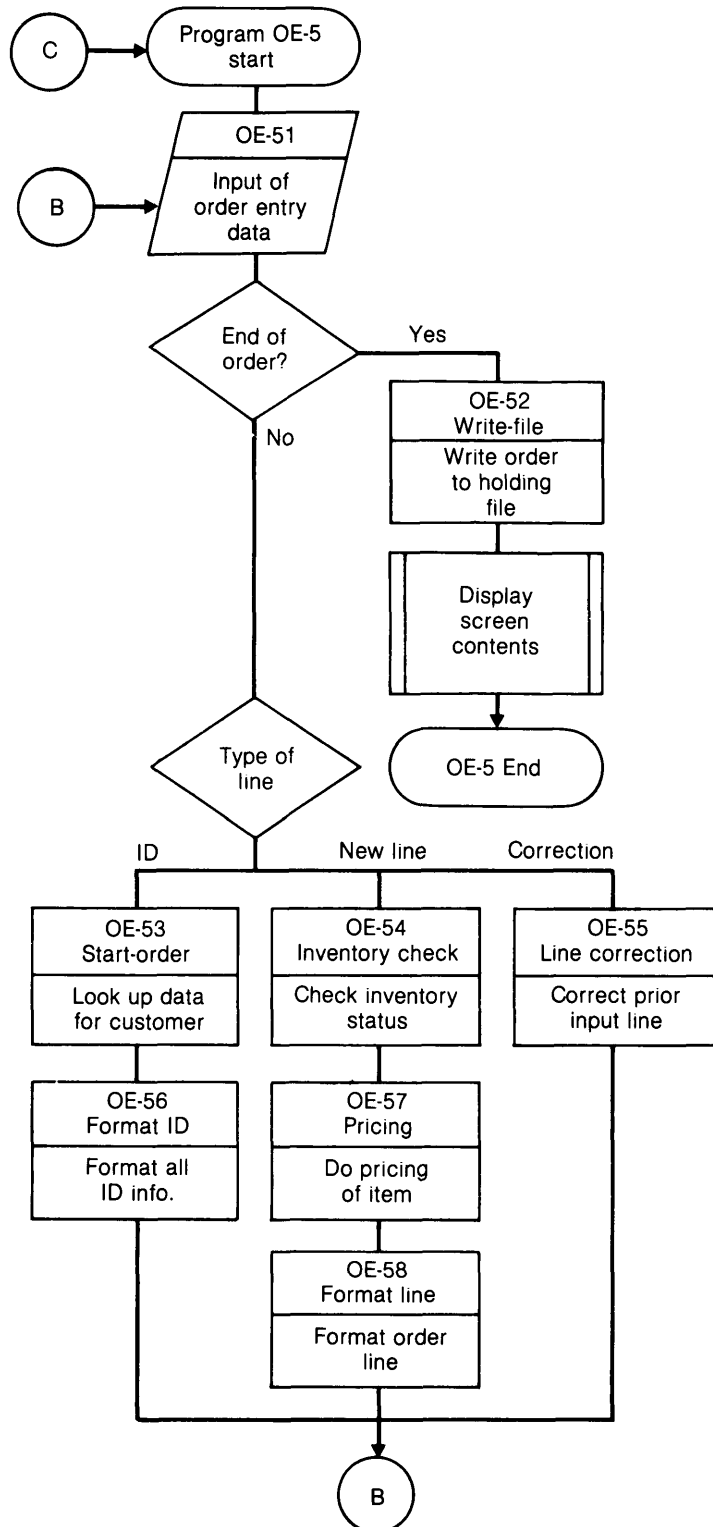 C
Program OE-5
start
OE-51
B
Input of
order entry
data
End of
order?
Yes
No
OE-52
Write-file
Write order
to holding
file
Display
screen
contents
OE-5 End
Type of
line
ID
New line
Correction
OE-53
Start-order
Look up data
for customer
OE-54
Inventory check
Check inventory
status
OE-55
Line correction
Correct prior
input line
OE-56
Format ID
Format all
ID info.
OE-57
Pricing
Do pricing
of item
OE-58
Format line
Format order
line
B